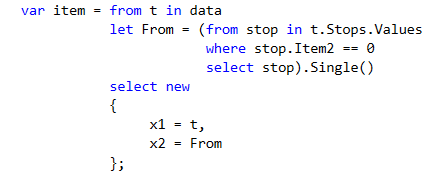 var item = from t in data
let From = (from stop in t.Stops.Values
where stop.Item2 == 0
select stop).Single()
select new
{
x1 = t,
x2 = From
};